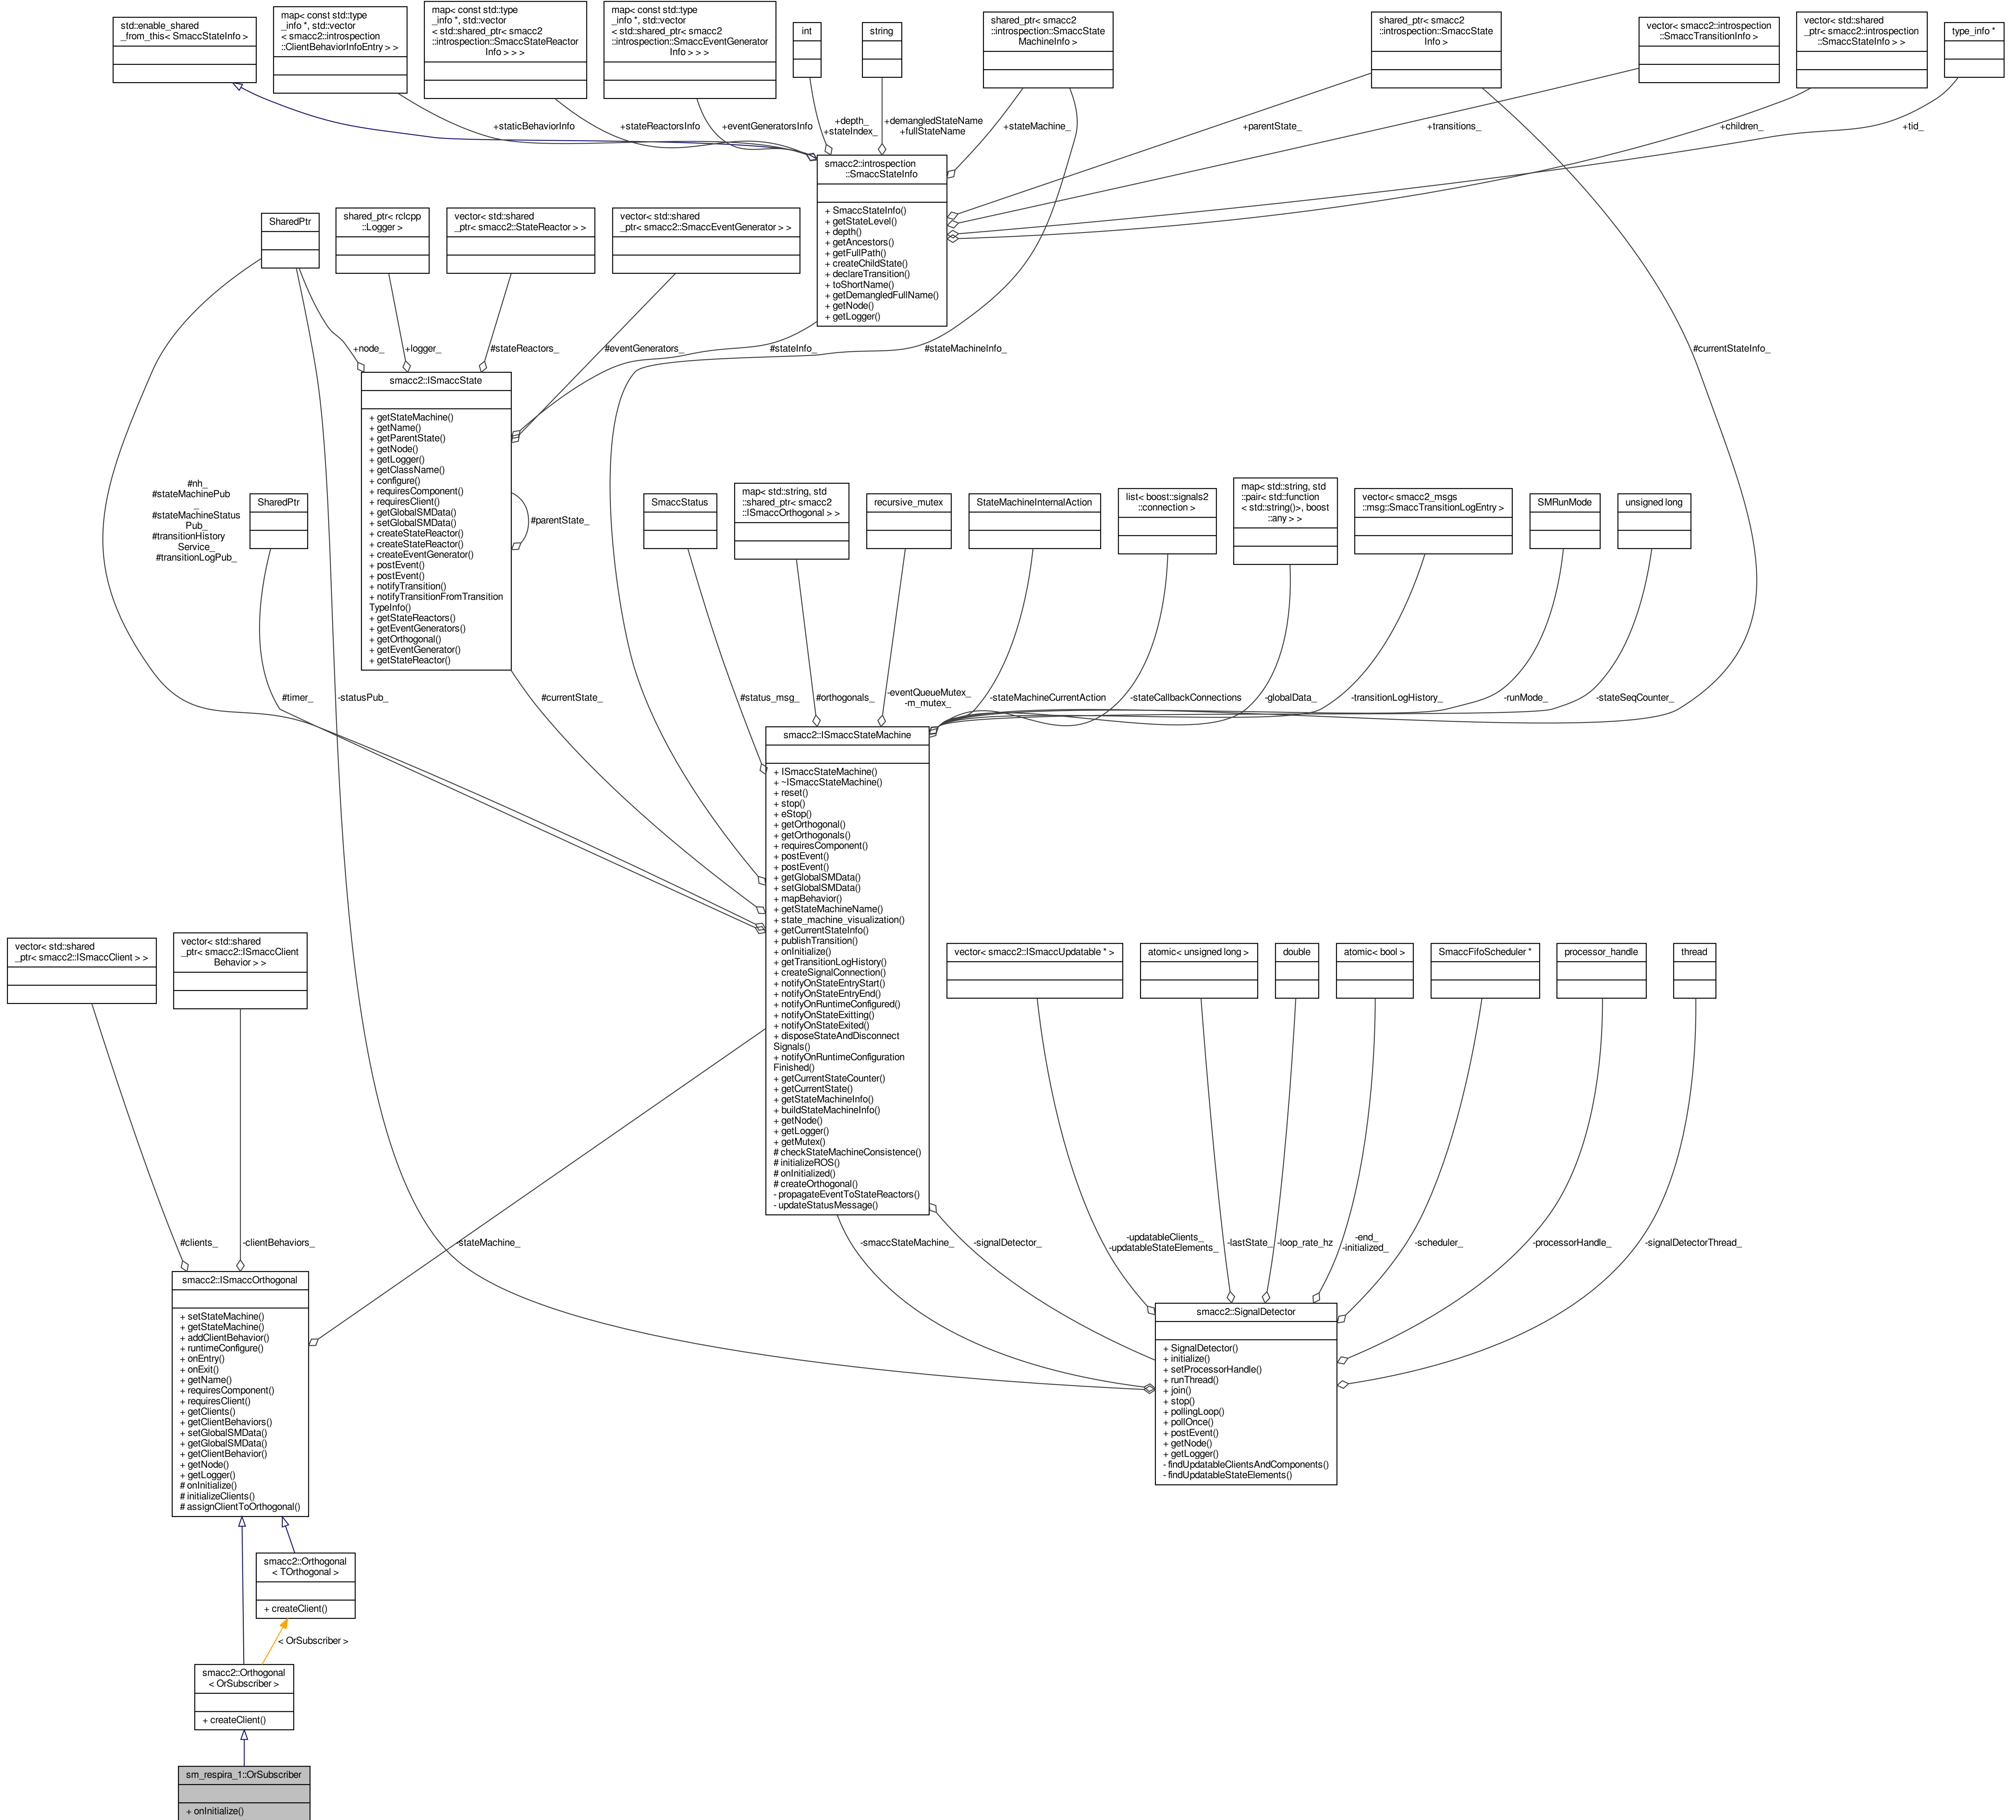 std::enable_shared
_from_this< SmaccStateInfo >
map< const std::type
_info *, std::vector
< smacc2::introspection
::ClientBehaviorInfoEntry > >
map< const std::type
_info *, std::vector
< std::shared_ptr< smacc2
::introspection::SmaccStateReactor
Info > > >
map< const std::type
_info *, std::vector
< std::shared_ptr< smacc2
::introspection::SmaccEventGenerator
Info > > >
int
string
shared_ptr< smacc2
::introspection::SmaccState
MachineInfo >
shared_ptr< smacc2
::introspection::SmaccState
Info >
vector< smacc2::introspection
::SmaccTransitionInfo >
vector< std::shared
_ptr< smacc2::introspection
::SmaccStateInfo > >
type_info *
+staticBehaviorInfo
+stateReactorsInfo
+eventGeneratorsInfo
+depth_
+stateIndex_
+demangledStateName
+fullStateName
+stateMachine_
+parentState_
+transitions_
+children_
+tid_
smacc2::introspection
::SmaccStateInfo
+ SmaccStateInfo()
+ getStateLevel()
+ depth()
+ getAncestors()
+ getFullPath()
+ createChildState()
+ declareTransition()
+ toShortName()
+ getDemangledFullName()
+ getNode()
+ getLogger()
SharedPtr
shared_ptr< rclcpp
::Logger >
vector< std::shared
_ptr< smacc2::StateReactor > >
vector< std::shared
_ptr< smacc2::SmaccEventGenerator > >
+node_
+logger_
#stateReactors_
#eventGenerators_
#stateInfo_
#stateMachineInfo_
#currentStateInfo_
smacc2::ISmaccState
+ getStateMachine()
+ getName()
+ getParentState()
+ getNode()
+ getLogger()
+ getClassName()
+ configure()
+ requiresComponent()
+ requiresClient()
+ getGlobalSMData()
+ setGlobalSMData()
+ createStateReactor()
+ createStateReactor()
+ createEventGenerator()
+ postEvent()
+ postEvent()
+ notifyTransition()
+ notifyTransitionFromTransition
TypeInfo()
+ getStateReactors()
+ getEventGenerators()
+ getOrthogonal()
+ getEventGenerator()
+ getStateReactor()
#parentState_
#nh_
#stateMachinePub
_
#stateMachineStatus
Pub_
#transitionHistory
Service_
#transitionLogPub_
SharedPtr
SmaccStatus
map< std::string, std
::shared_ptr< smacc2
::ISmaccOrthogonal > >
recursive_mutex
StateMachineInternalAction
list< boost::signals2
::connection >
map< std::string, std
::pair< std::function
< std::string()>, boost
::any > >
vector< smacc2_msgs
::msg::SmaccTransitionLogEntry >
SMRunMode
unsigned long
#timer_
-statusPub_
#currentState_
#status_msg_
#orthogonals_
-eventQueueMutex_
-m_mutex_
-stateMachineCurrentAction
-stateCallbackConnections
-globalData_
-transitionLogHistory_
-runMode_
-stateSeqCounter_
smacc2::ISmaccStateMachine
+ ISmaccStateMachine()
+ ~ISmaccStateMachine()
+ reset()
+ stop()
+ eStop()
+ getOrthogonal()
+ getOrthogonals()
+ requiresComponent()
+ postEvent()
+ postEvent()
+ getGlobalSMData()
+ setGlobalSMData()
+ mapBehavior()
+ getStateMachineName()
+ state_machine_visualization()
+ getCurrentStateInfo()
+ publishTransition()
+ onInitialize()
+ getTransitionLogHistory()
+ createSignalConnection()
+ notifyOnStateEntryStart()
+ notifyOnStateEntryEnd()
+ notifyOnRuntimeConfigured()
+ notifyOnStateExitting()
+ notifyOnStateExited()
+ disposeStateAndDisconnect
Signals()
+ notifyOnRuntimeConfiguration
Finished()
+ getCurrentStateCounter()
+ getCurrentState()
+ getStateMachineInfo()
+ buildStateMachineInfo()
+ getNode()
+ getLogger()
+ getMutex()
# checkStateMachineConsistence()
# initializeROS()
# onInitialized()
# createOrthogonal()
- propagateEventToStateReactors()
- updateStatusMessage()
vector< std::shared
_ptr< smacc2::ISmaccClient > >
vector< std::shared
_ptr< smacc2::ISmaccClient
Behavior > >
vector< smacc2::ISmaccUpdatable * >
atomic< unsigned long >
double
atomic< bool >
SmaccFifoScheduler *
processor_handle
thread
#clients_
-clientBehaviors_
-stateMachine_
-smaccStateMachine_
-signalDetector_
-updatableClients_
-updatableStateElements_
-lastState_
-loop_rate_hz
-end_
-initialized_
-scheduler_
-processorHandle_
-signalDetectorThread_
smacc2::ISmaccOrthogonal
+ setStateMachine()
+ getStateMachine()
+ addClientBehavior()
+ runtimeConfigure()
+ onEntry()
+ onExit()
+ getName()
+ requiresComponent()
+ requiresClient()
+ getClients()
+ getClientBehaviors()
+ setGlobalSMData()
+ getGlobalSMData()
+ getClientBehavior()
+ getNode()
+ getLogger()
# onInitialize()
# initializeClients()
# assignClientToOrthogonal()
smacc2::SignalDetector
+ SignalDetector()
+ initialize()
+ setProcessorHandle()
+ runThread()
+ join()
+ stop()
+ pollingLoop()
+ pollOnce()
+ postEvent()
+ getNode()
+ getLogger()
- findUpdatableClientsAndComponents()
- findUpdatableStateElements()
smacc2::Orthogonal
< TOrthogonal >
+ createClient()
< OrSubscriber >
smacc2::Orthogonal
< OrSubscriber >
+ createClient()
sm_respira_1::OrSubscriber
+ onInitialize()